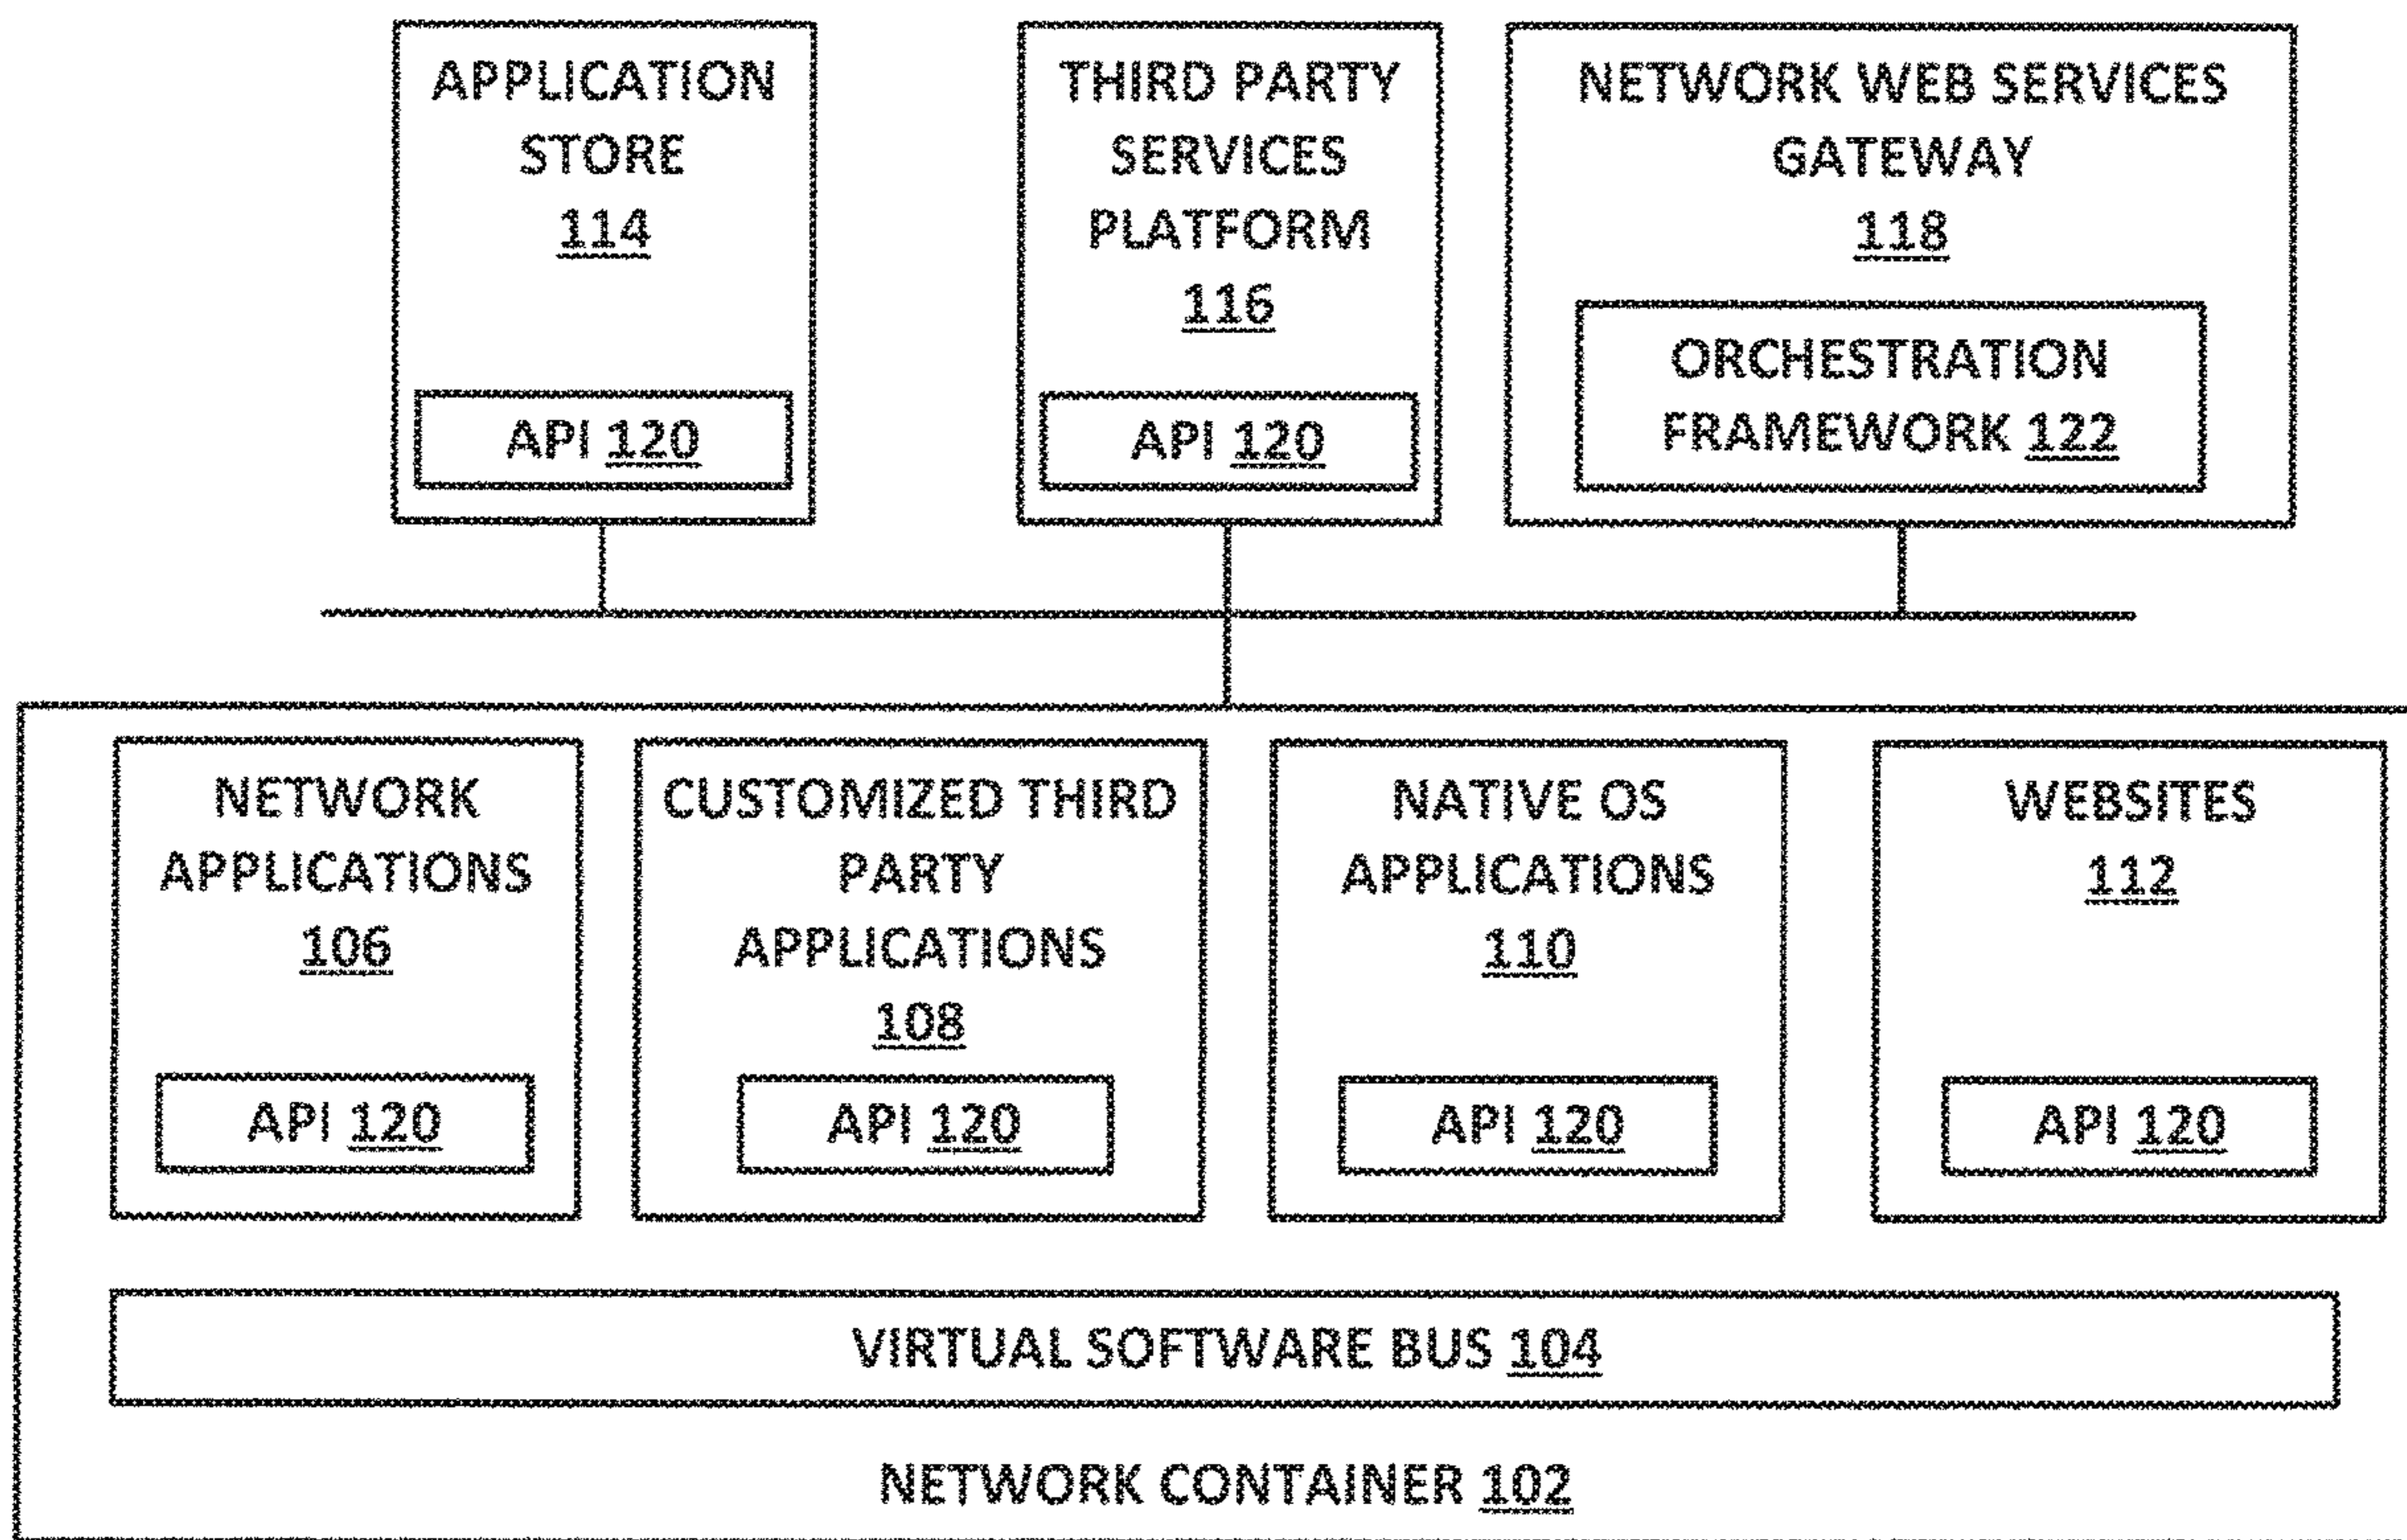 APPLICATION
STORE
114
API 120
THIRD PARTY
SERVICES
PLATFORM
116
API 120
NETWORK WEB SERVICES
GATEWAY
118
ORCHESTRATION
FRAMEWORK 122
NETWORK
APPLICATIONS
106
API 120
CUSTOMIZED THIRD
PARTY
APPLICATIONS
108
API 120
NATIVE OS
APPLICATIONS
110
API 120
WEBSITES
112
API 120
VIRTUAL SOFTWARE BUS 104
NETWORK CONTAINER 102